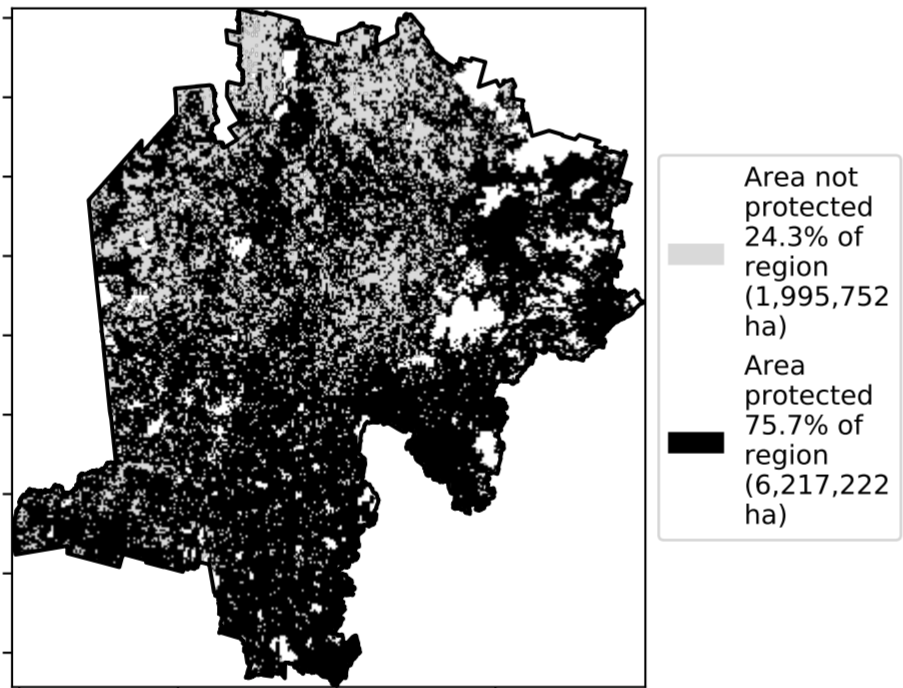 Area not
protected
24.3% of
region
(1,995,752
ha)
Area
protected
75.7% of
region
(6,217,222
ha)